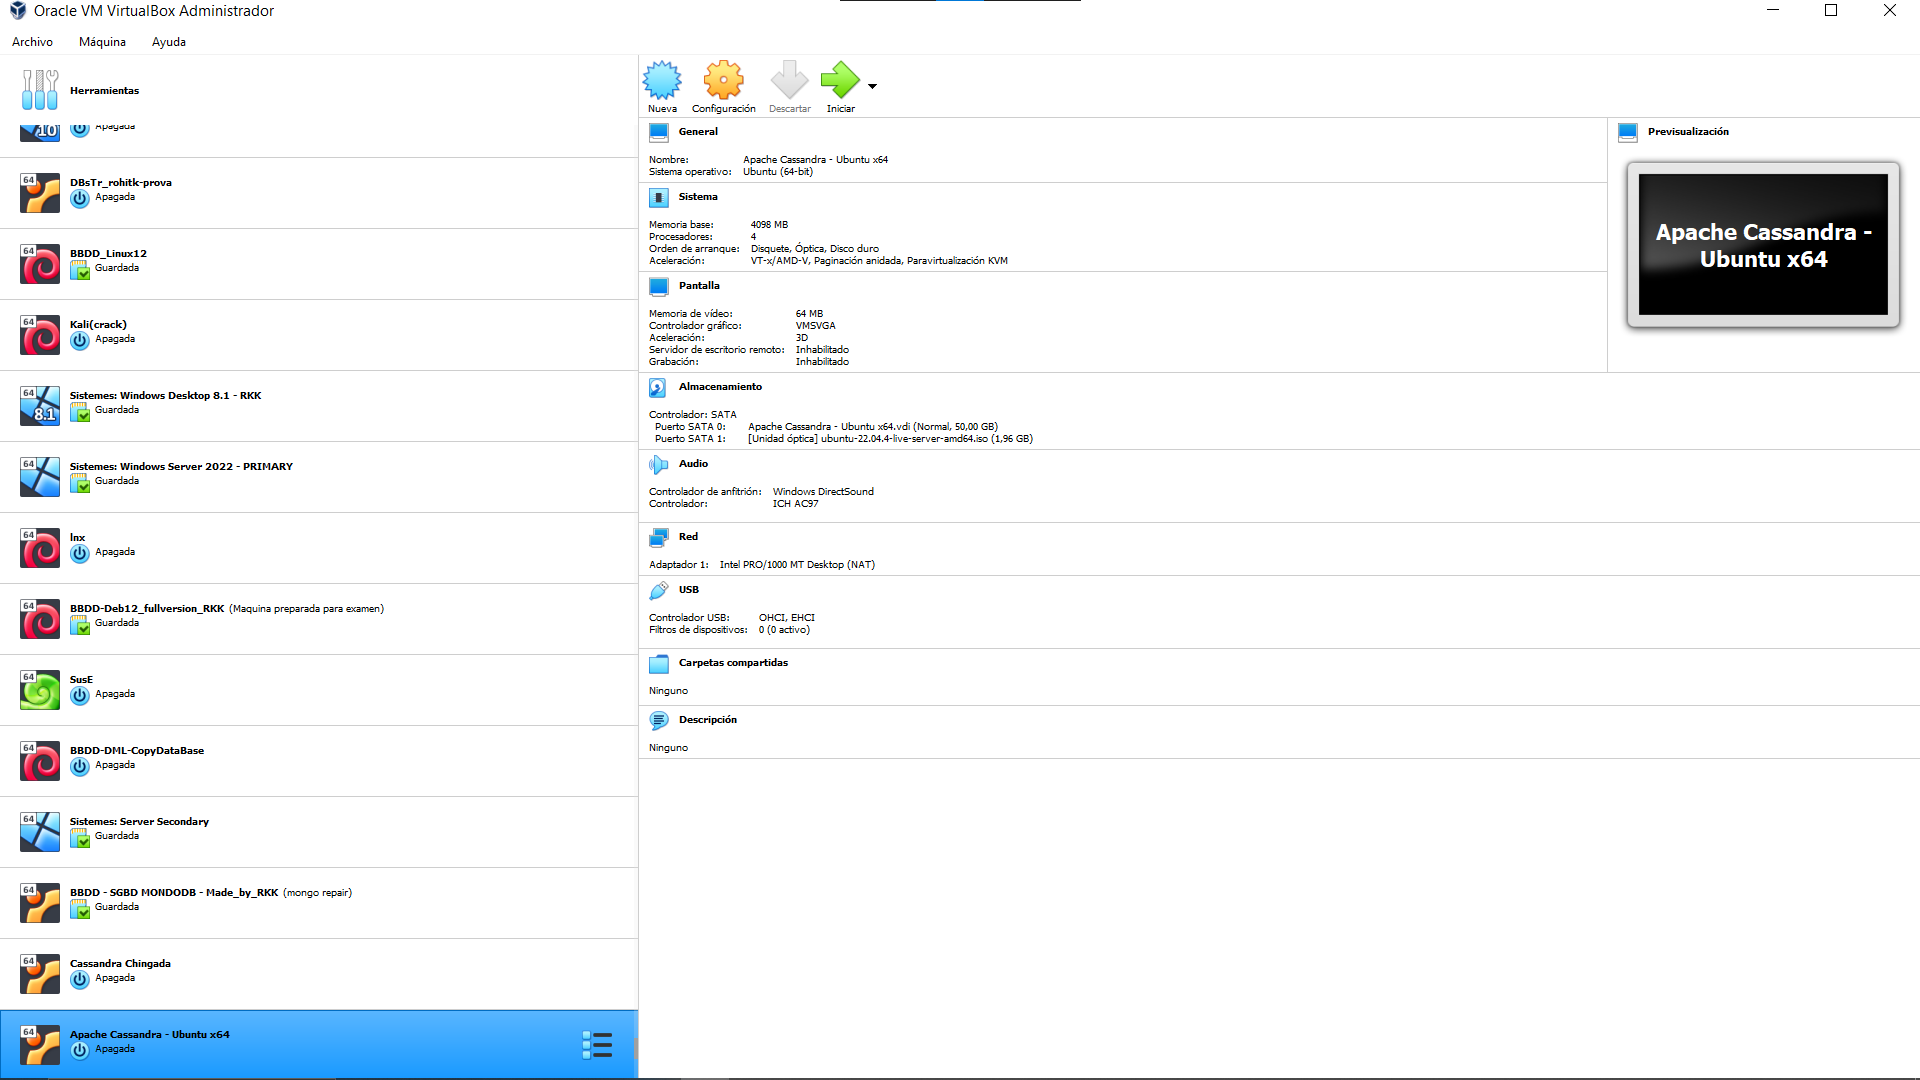 Oracle VM VirtualBox Administrador
Archivo Máquina Ayuda
Herramientas
10 Apagada
64 DBsTr_rohitk-prova
Apagada
64 BBDD_Linux12
Guardada
64 Kali(crack)
Apagada
64 8.1 Sistemes: Windows Desktop 8.1 - RKK
Guardada
64 Sistemes: Windows Server 2022 - PRIMARY
Guardada
64 lnx
Apagada
64 BBDD-Deb12_fullversion_RKK (Maquina preparada para examen)
Guardada
64 SusE
Apagada
64 BBDD-DML-CopyDataBase
Apagada
64 Sistemes: Server Secondary
Guardada
64 BBDD - SGBD MONDODB - Made_by_RKK (mongo repair)
Guardada
64 Cassandra Chingada
Apagada
64 Apache Cassandra - Ubuntu x64
Apagada
Nueva Configuración Descartar Iniciar
General
Nombre: Apache Cassandra - Ubuntu x64
Sistema operativo: Ubuntu (64-bit)
Sistema
Memoria base: 4098 MB
Procesadores: 4
Orden de arranque: Disquete, Óptica, Disco duro
Aceleración: VT-x/AMD-V, Paginación anidada, Paravirtualización KVM
Pantalla
Memoria de vídeo: 64 MB
Controlador gráfico: VMSVGA
Aceleración: 3D
Servidor de escritorio remoto: Inhabilitado
Grabación: Inhabilitado
Previsualización
Apache Cassandra -
Ubuntu x64
Almacenamiento
Controlador: SATA
Puerto SATA 0: Apache Cassandra - Ubuntu x64.vdi (Normal, 50,00 GB)
Puerto SATA 1: [Unidad óptica] ubuntu-22.04.4-live-server-amd64.iso (1,96 GB)
Audio
Controlador de anfitrión: Windows DirectSound
Controlador: ICH AC97
Red
Adaptador 1: Intel PRO/1000 MT Desktop (NAT)
USB
Controlador USB: OHCI, EHCI
Filtros de dispositivos: 0 (0 activo)
Carpetas compartidas
Ninguno
Descripción
Ninguno